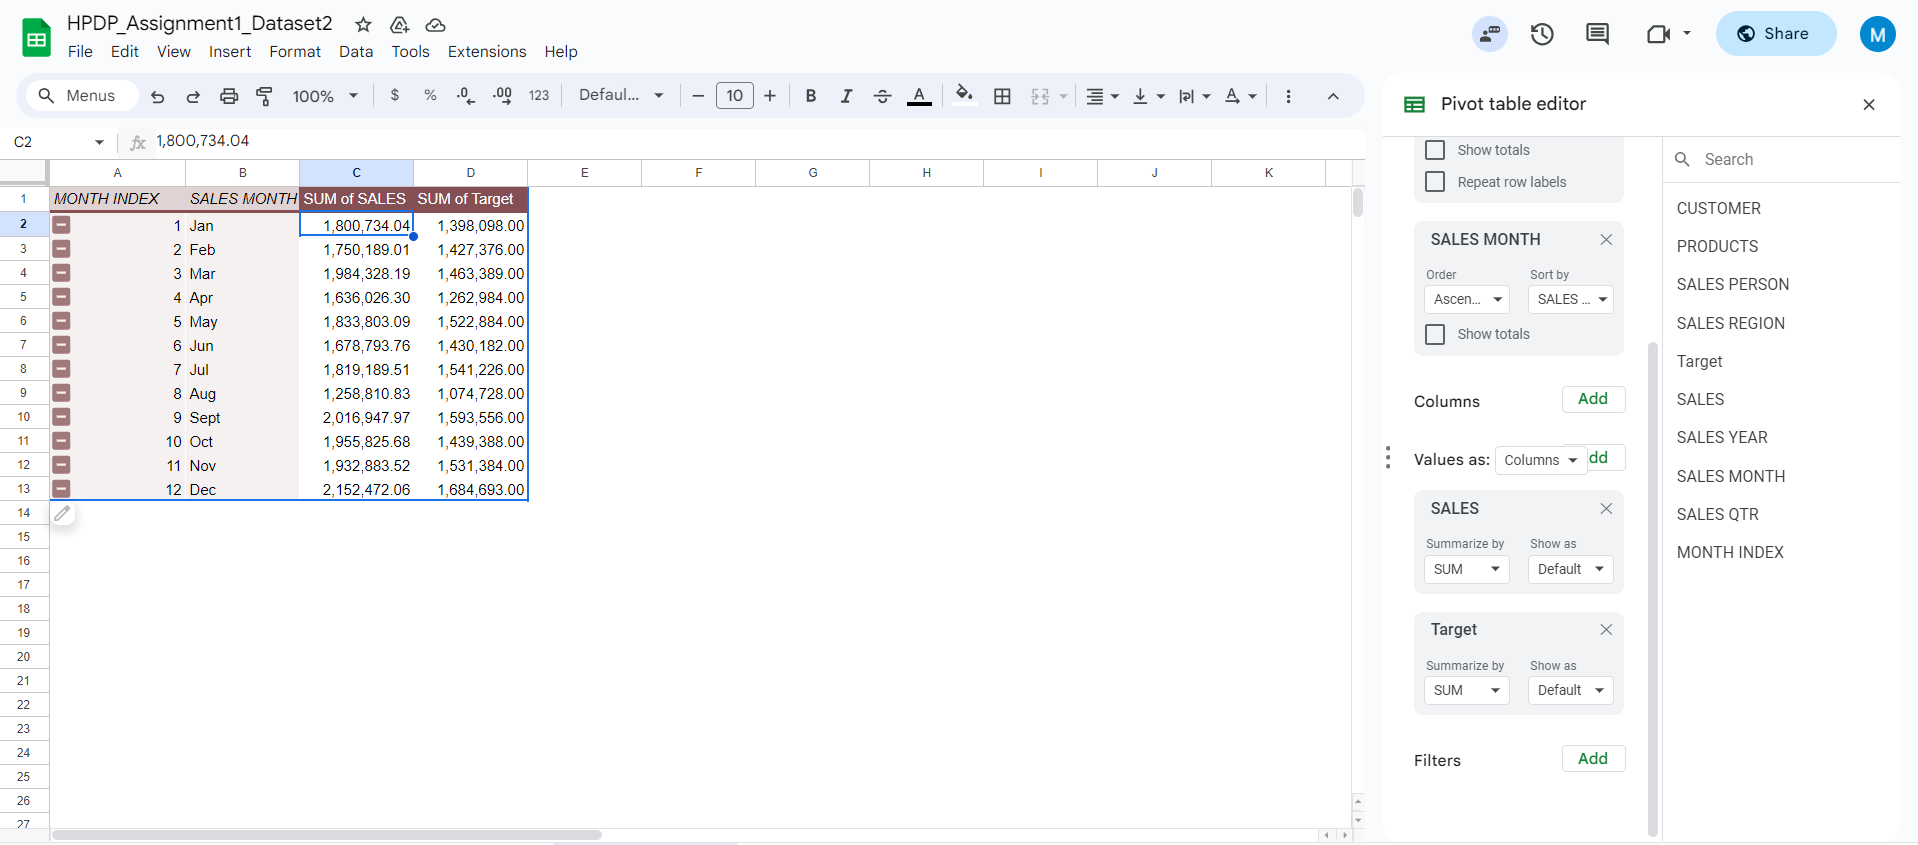 HPDP_Assignment1_Dataset2
File Edit View Insert Format Data Tools Extensions Help
Share
M
Menus 100% $ % .0 .00 123 Defaul... 10 B I A
Pivot table editor
C2 fx 1,800,734.04
A B C D E F G H I J K
1 MONTH INDEX SALES MONTH SUM of SALES SUM of Target
2 1 Jan 1,800,734.04 1,398,098.00
3 2 Feb 1,750,189.01 1,427,376.00
4 3 Mar 1,984,328.19 1,463,389.00
5 4 Apr 1,636,026.30 1,262,984.00
6 5 May 1,833,803.09 1,522,884.00
7 6 Jun 1,678,793.76 1,430,182.00
8 7 Jul 1,819,189.51 1,541,226.00
9 8 Aug 1,258,810.83 1,074,728.00
10 9 Sept 2,016,947.97 1,593,556.00
11 10 Oct 1,955,825.68 1,439,388.00
12 11 Nov 1,932,883.52 1,531,384.00
13 12 Dec 2,152,472.06 1,684,693.00
14
15
16
17
18
19
20
21
22
23
24
25
26
27
Show totals
Repeat row labels
SALES MONTH
Order Sort by
Ascen... SALES ...
Show totals
Columns Add
Values as: Columns dd
SALES
Summarize by Show as
SUM Default
Target
Summarize by Show as
SUM Default
Filters Add
Search
CUSTOMER
PRODUCTS
SALES PERSON
SALES REGION
Target
SALES
SALES YEAR
SALES MONTH
SALES QTR
MONTH INDEX